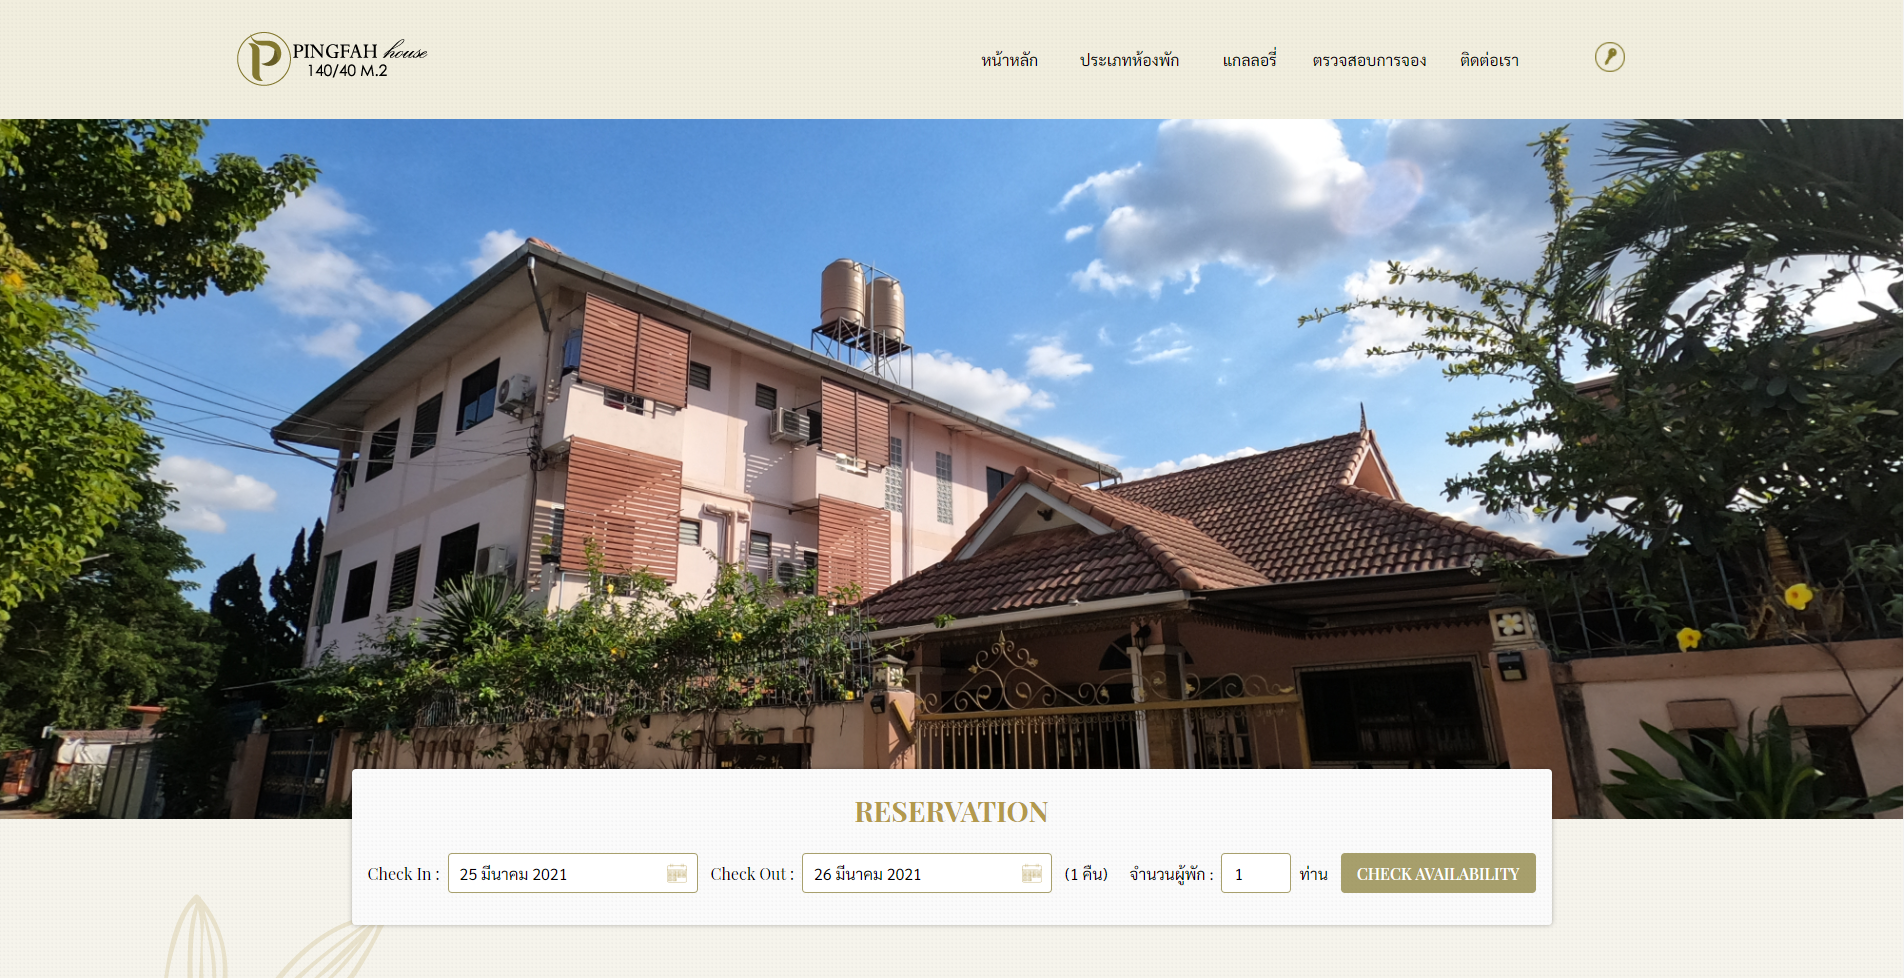 PINGFAH house
140/40 M.2
หน้าหลัก ประเภทห้องพัก แกลลอรี่ ตรวจสอบการจอง ติดต่อเรา
RESERVATION
Check In : 25 มีนาคม 2021 Check Out : 26 มีนาคม 2021 (1 คืน) จำนวนผู้พัก : 1 ท่าน CHECK AVAILABILITY